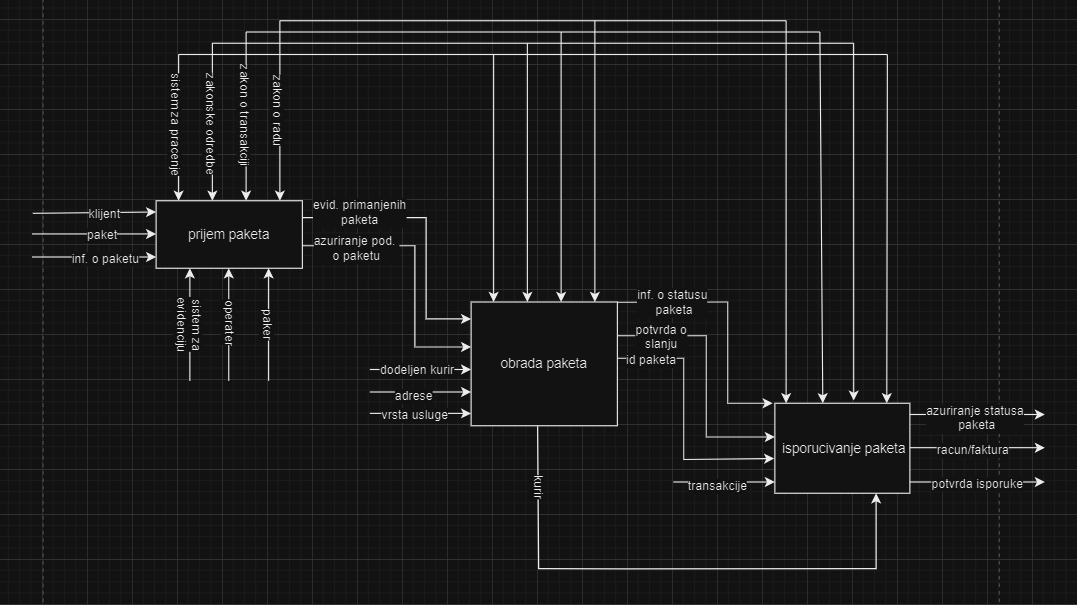 sistem za pracenje
zakonske odredbe
zakon o transakciji
zakon o radu
klijent
paket
inf. o paketu
prijem paketa
evid. primanjenih
paketa
azuriranje pod.
o paketu
sistem za
evidenciju
operater
paker
inf. o statusu
paketa
potvrda o
slanju
id paketa
obrada paketa
dodeljen kurir
adrese
vrsta usluge
azuriranje statusa
paketa
isporucivanje paketa
racun/faktura
transakcije
potvrda isporuke
kurir